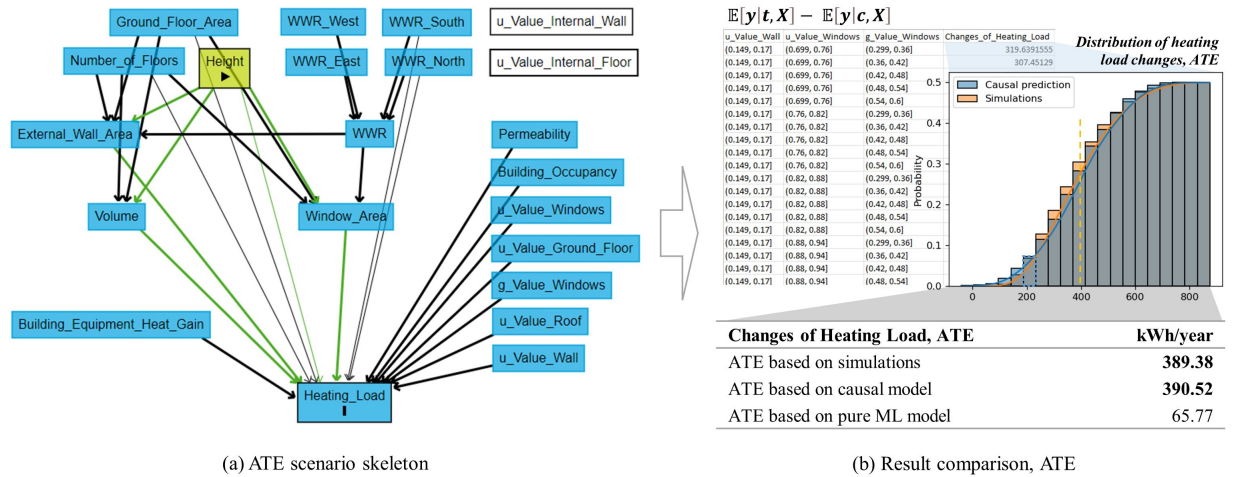 Ground_Floor_Area
WWR_West
WWR_South
u_Value_Internal_Wall
Number_of_Floors
Height
WWR_East
WWR_North
u_Value_Internal_Floor
External_Wall_Area
WWR
Permeability
Building_Occupancy
Volume
Window_Area
u_Value_Windows
u_Value_Ground_Floor
g_Value_Windows
Building_Equipment_Heat_Gain
u_Value_Roof
u_Value_Wall
Heating_Load
(a) ATE scenario skeleton
𝔼[y|t, X] − 𝔼[y|c, X]
u_Value_Wall u_Value_Windows g_Value_Windows Changes_of_Heating_Load
(0.149, 0.17] (0.699, 0.76] (0.299, 0.36] 319.6391555
(0.149, 0.17] (0.699, 0.76] (0.36, 0.42] 307.45129
(0.149, 0.17] (0.699, 0.76] (0.42, 0.48]
(0.149, 0.17] (0.699, 0.76] (0.48, 0.54]
(0.149, 0.17] (0.699, 0.76] (0.54, 0.6]
(0.149, 0.17] (0.76, 0.82] (0.299, 0.36]
(0.149, 0.17] (0.76, 0.82] (0.36, 0.42]
(0.149, 0.17] (0.76, 0.82] (0.42, 0.48]
(0.149, 0.17] (0.76, 0.82] (0.48, 0.54]
(0.149, 0.17] (0.76, 0.82] (0.54, 0.6]
(0.149, 0.17] (0.82, 0.88] (0.299, 0.36]
(0.149, 0.17] (0.82, 0.88] (0.36, 0.42]
(0.149, 0.17] (0.82, 0.88] (0.42, 0.48]
(0.149, 0.17] (0.82, 0.88] (0.48, 0.54]
(0.149, 0.17] (0.82, 0.88] (0.54, 0.6]
(0.149, 0.17] (0.88, 0.94] (0.299, 0.36]
(0.149, 0.17] (0.88, 0.94] (0.36, 0.42]
(0.149, 0.17] (0.88, 0.94] (0.42, 0.48]
(0.149, 0.17] (0.88, 0.94] (0.48, 0.54]
Distribution of heating
load changes, ATE
Causal prediction
Simulations
Probability
0.5
0.4
0.3
0.2
0.1
0.0
0 200 400 600 800
Changes of Heating Load, ATE kWh/year
ATE based on simulations 389.38
ATE based on causal model 390.52
ATE based on pure ML model 65.77
(b) Result comparison, ATE